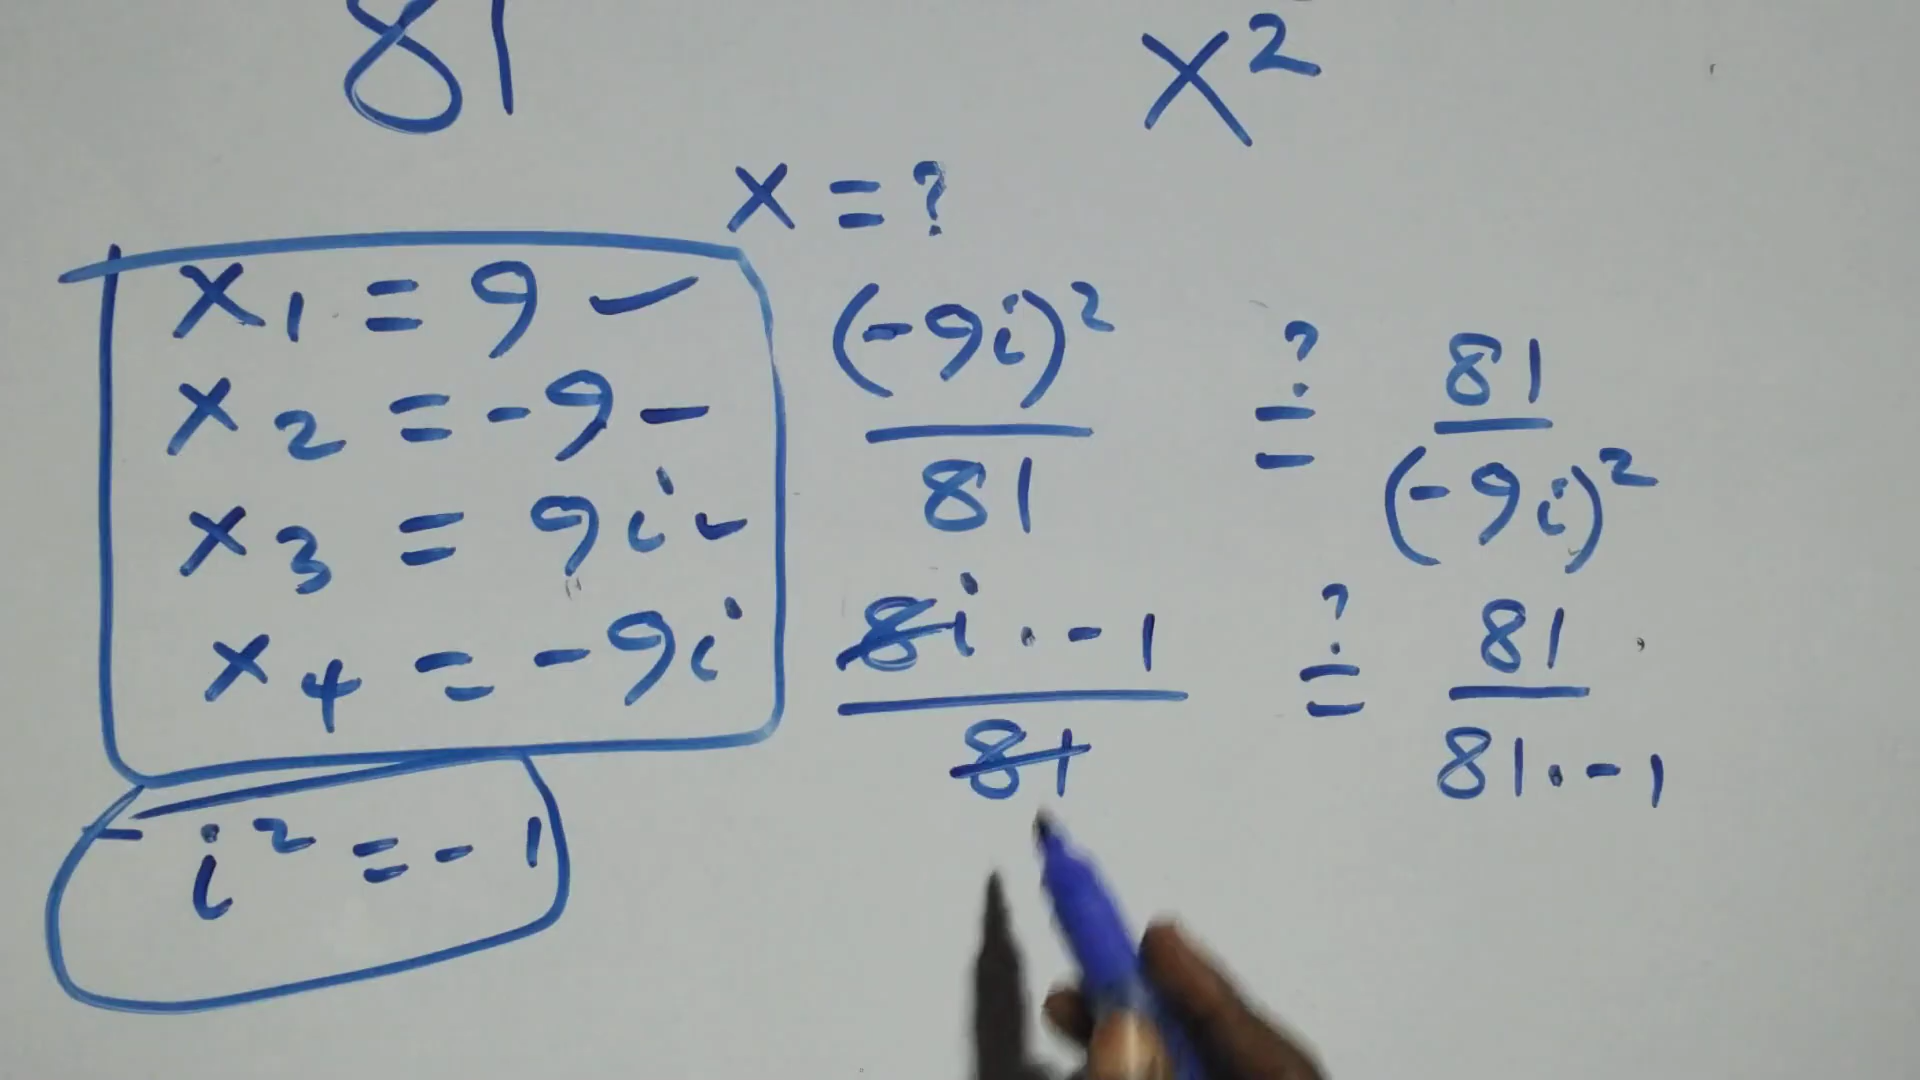 81 x²
x = ?
x₁ = 9 ✓
x₂ = -9 -
x₃ = 9i ✓
x₄ = -9i
i² = -1
(-9i)² / 81 ?= 81 / (-9i)²
8i · -1 / 81 ?= 81 / 81 · -1